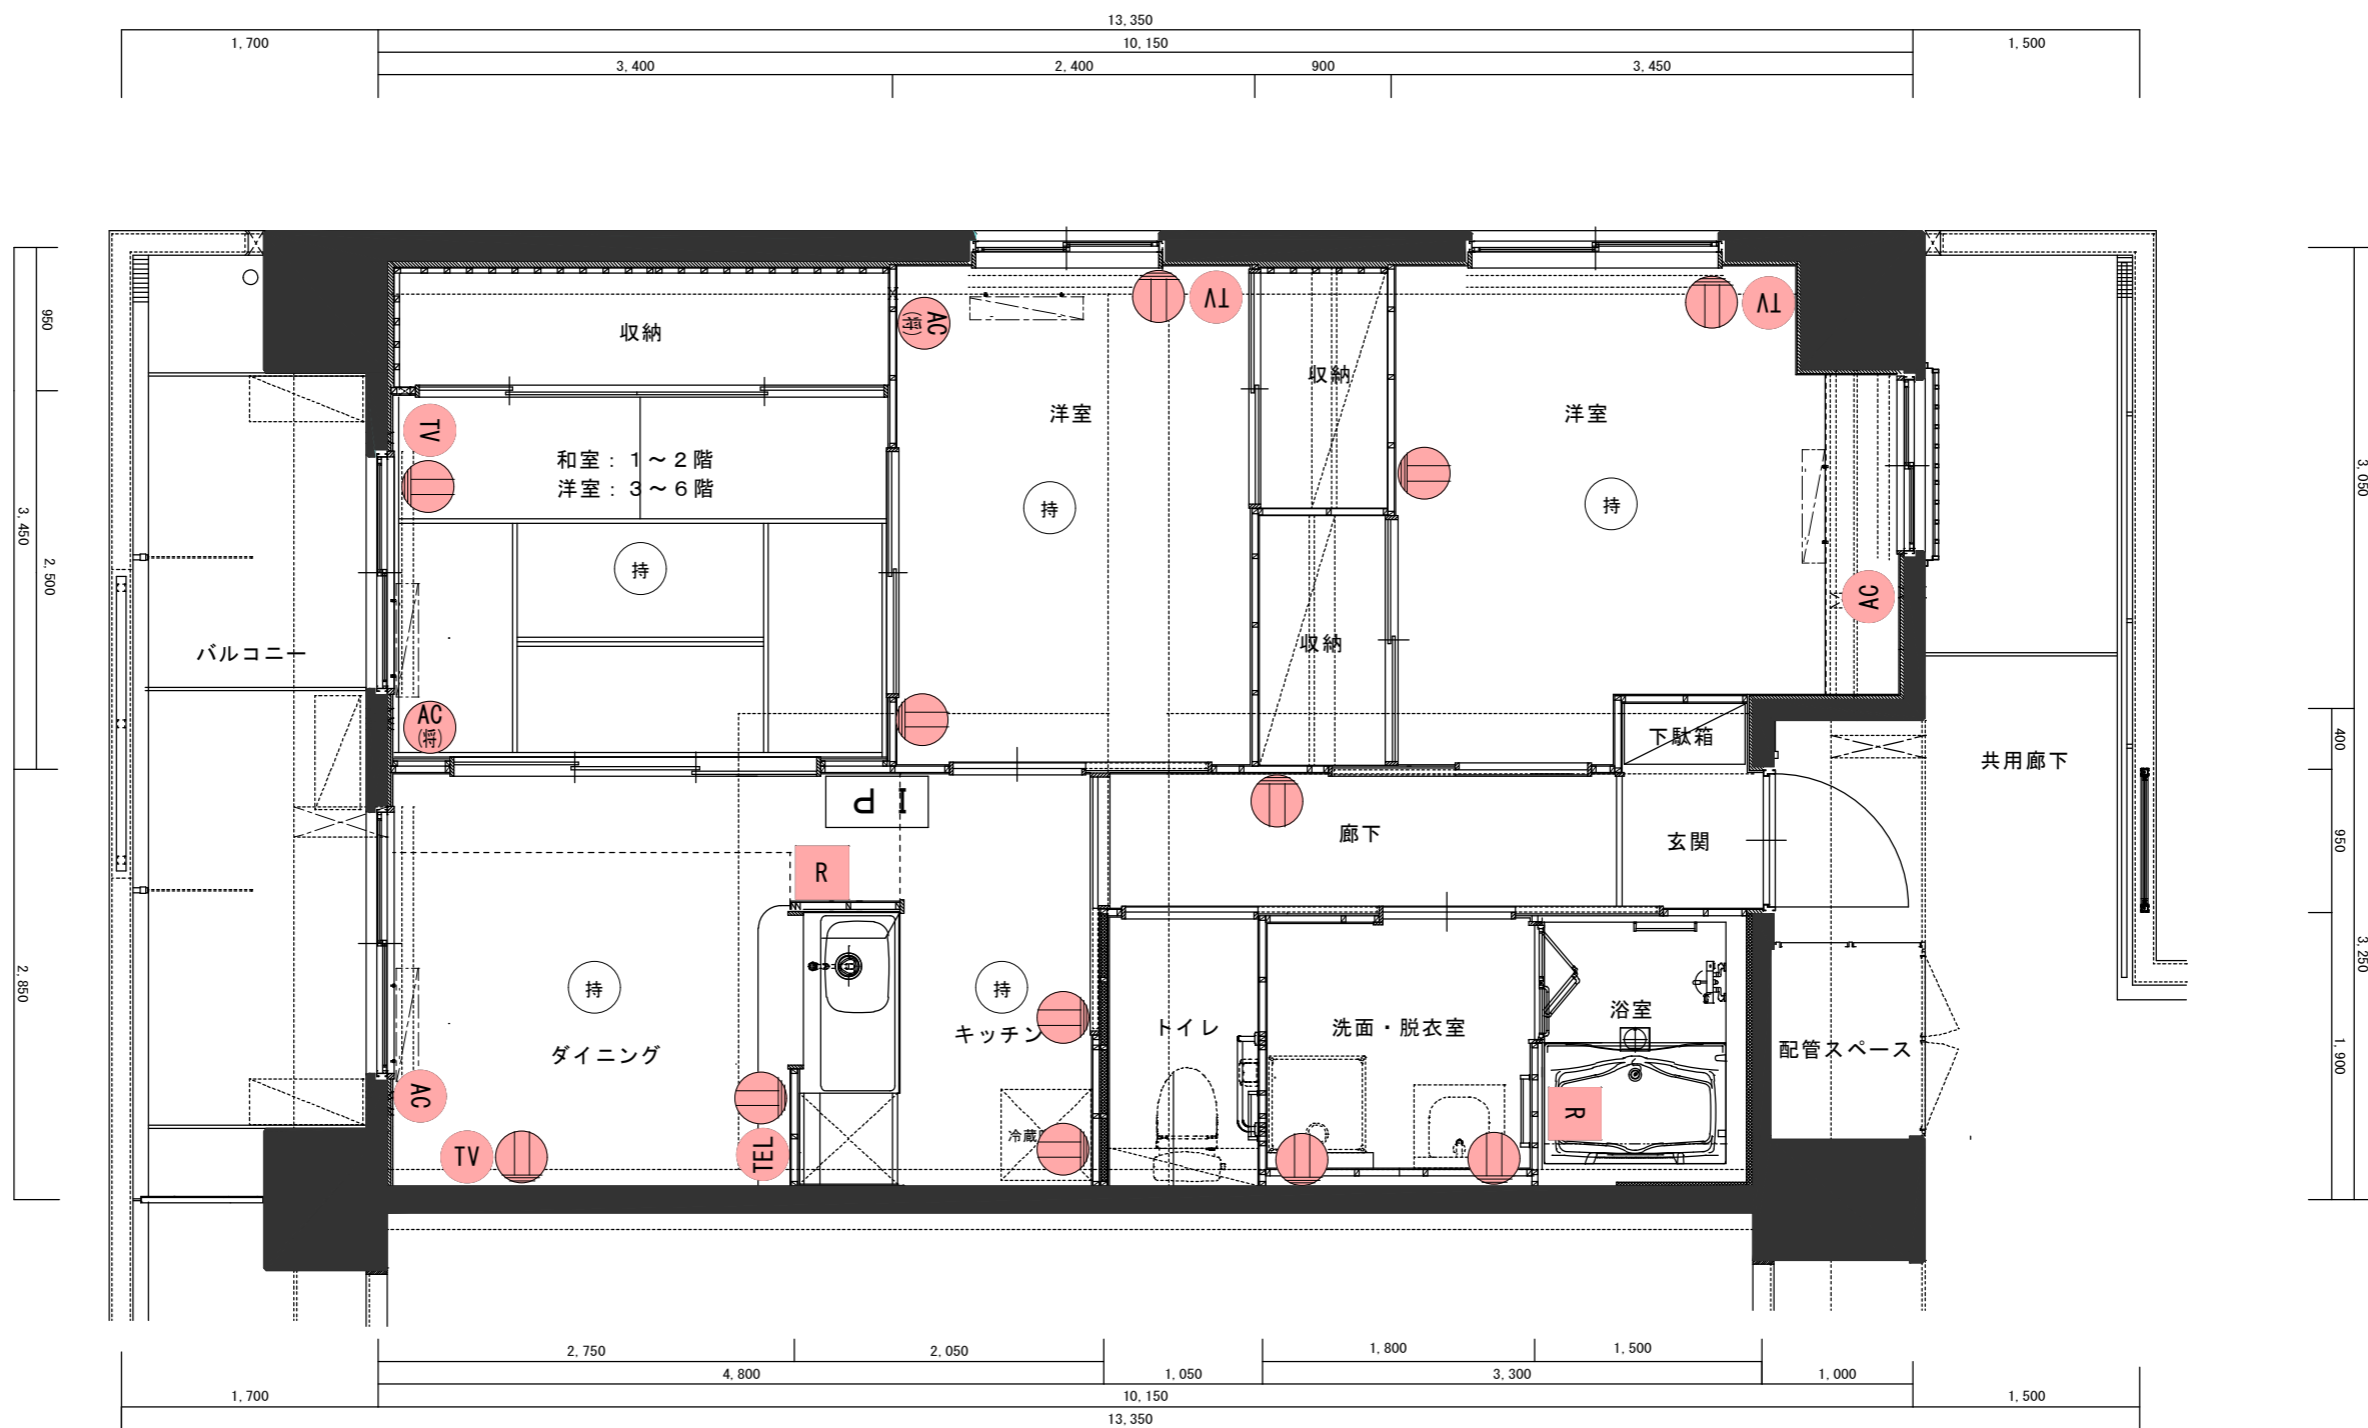 13,350
1,700
10,150
1,500
3,400
2,400
900
3,450
950
3,450
2,500
2,850
3,050
400
950
3,250
1,900
収納
AC
(将)
TV
TV
収納
洋室
洋室
TV
和室：１～２階
洋室：３～６階
持
持
持
AC
収納
バルコニー
AC
(将)
下駄箱
共用廊下
I P
廊下
玄関
R
持
持
キッチン
トイレ
洗面・脱衣室
浴室
配管スペース
ダイニング
AC
TV
TEL
冷蔵
R
2,750
2,050
1,800
1,500
4,800
1,050
3,300
1,000
1,700
10,150
1,500
13,350